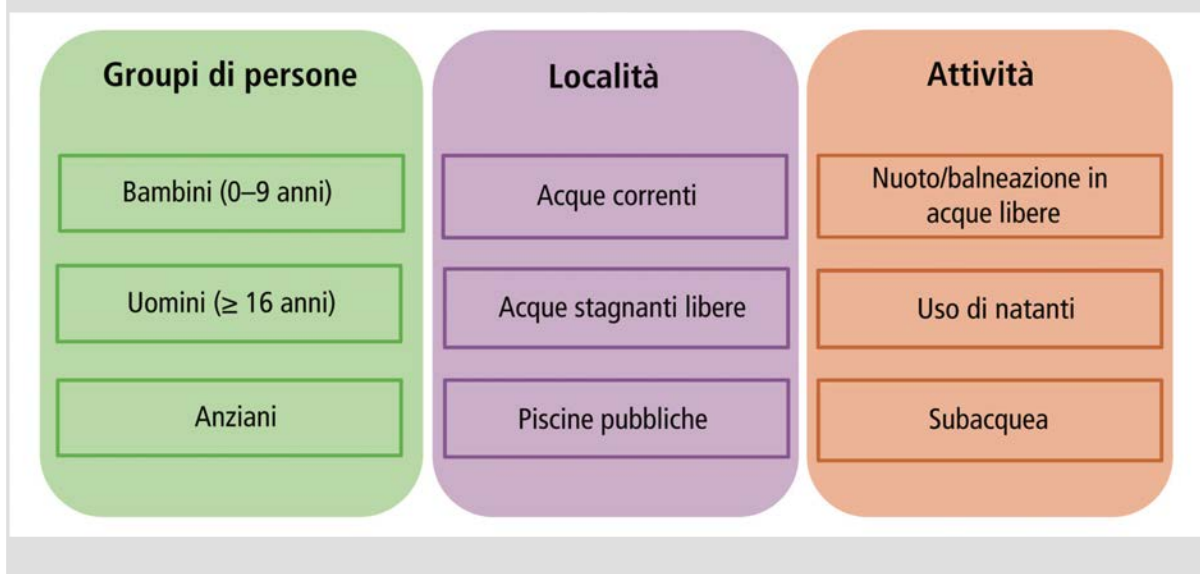 Groupi di persone
Bambini (0–9 anni)
Uomini (≥ 16 anni)
Anziani
Località
Acque correnti
Acque stagnanti libere
Piscine pubbliche
Attività
Nuoto/balneazione in
acque libere
Uso di natanti
Subacquea